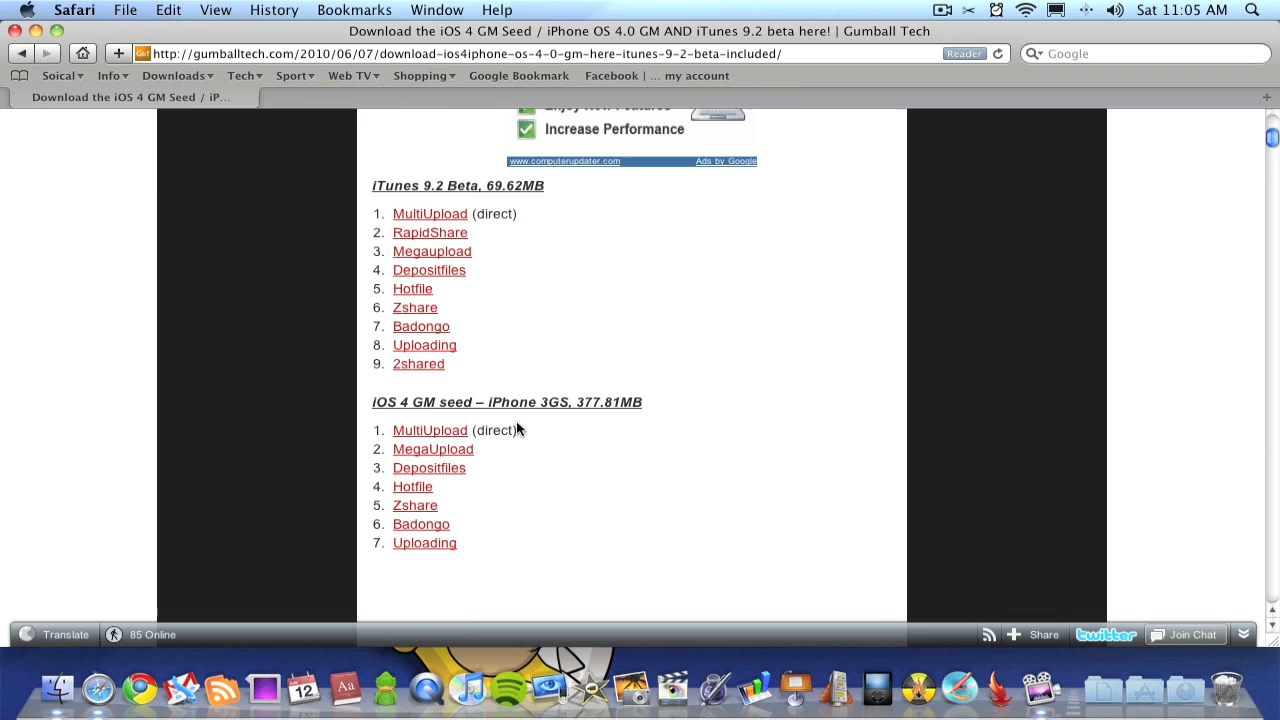 Safari File Edit View History Bookmarks Window Help Sat 11:05 AM
Download the iOS 4 GM Seed / iPhone OS 4.0 GM AND iTunes 9.2 beta here! | Gumball Tech
http://gumballtech.com/2010/06/07/download-ios4iphone-os-4-0-gm-here-itunes-9-2-beta-included/ Reader Google
Soical Info Downloads Tech Sport Web TV Shopping Google Bookmark Facebook | ... my account
Download the iOS 4 GM Seed / iP...
Enjoy New Features
Increase Performance
www.computerupdater.com Ads by Google
iTunes 9.2 Beta, 69.62MB
1. MultiUpload (direct)
2. RapidShare
3. Megaupload
4. Depositfiles
5. Hotfile
6. Zshare
7. Badongo
8. Uploading
9. 2shared
iOS 4 GM seed – iPhone 3GS, 377.81MB
1. MultiUpload (direct)
2. MegaUpload
3. Depositfiles
4. Hotfile
5. Zshare
6. Badongo
7. Uploading
Translate 85 Online Share twitter Join Chat
12 Aa